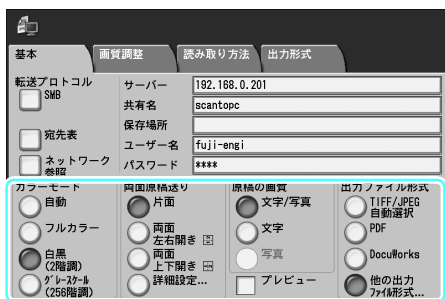 基本
画質調整
読み取り方法
出力形式
転送プロトコル
SMB
宛先表
ネットワーク
参照
サーバー
192.168.0.201
共有名
scantopc
保存場所
ユーザー名
fuji-engi
パスワード
****
カラーモード
自動
フルカラー
白黒
(2階調)
グレースケール
(256階調)
両面原稿送り
片面
両面
左右開き
両面
上下開き
詳細設定...
原稿の画質
文字/写真
文字
写真
プレビュー
出力ファイル形式
TIFF/JPEG
自動選択
PDF
DocuWorks
他の出力
ファイル形式...